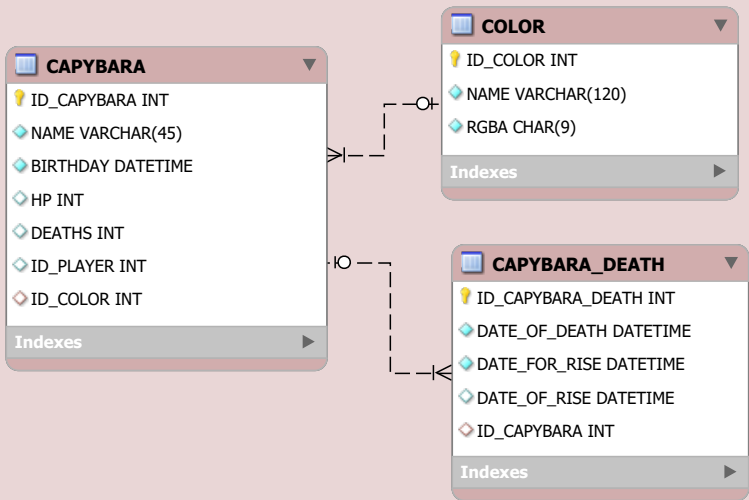 CAPYBARA
ID_CAPYBARA INT
NAME VARCHAR(45)
BIRTHDAY DATETIME
HP INT
DEATHS INT
ID_PLAYER INT
ID_COLOR INT
Indexes
COLOR
ID_COLOR INT
NAME VARCHAR(120)
RGBA CHAR(9)
Indexes
CAPYBARA_DEATH
ID_CAPYBARA_DEATH INT
DATE_OF_DEATH DATETIME
DATE_FOR_RISE DATETIME
DATE_OF_RISE DATETIME
ID_CAPYBARA INT
Indexes